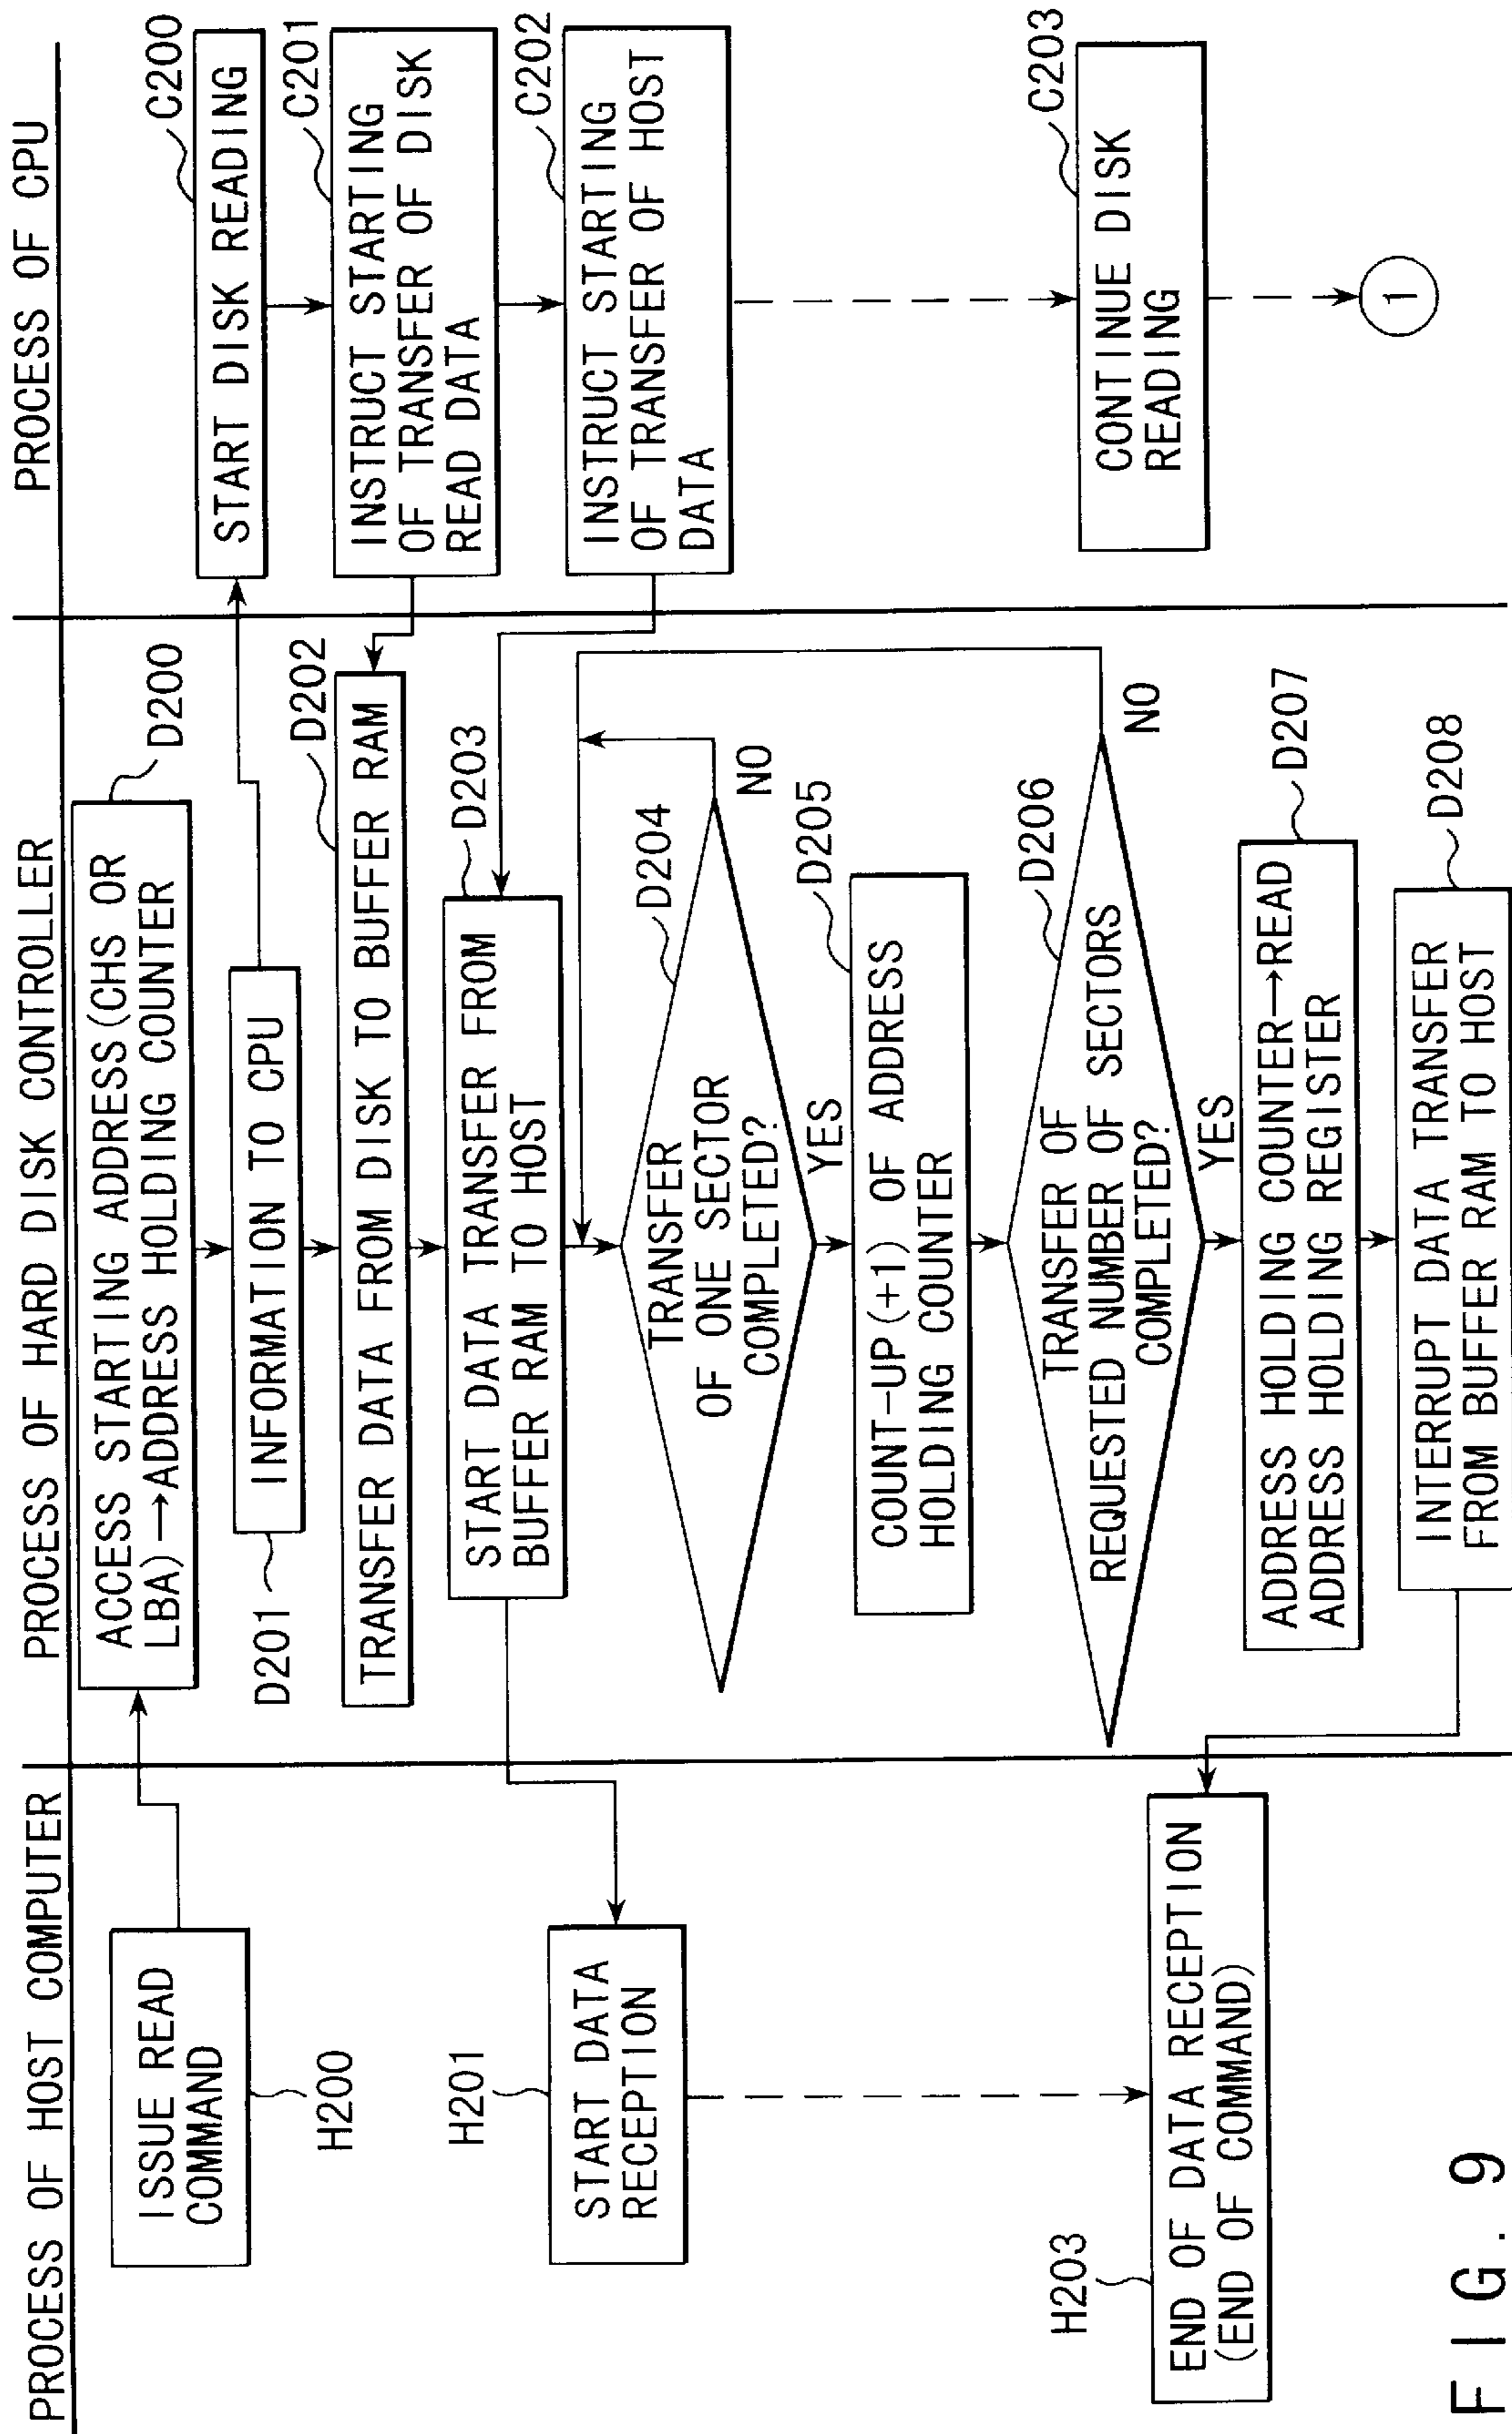 PROCESS OF HOST COMPUTER
PROCESS OF HARD DISK CONTROLLER
PROCESS OF CPU
ISSUE READ
COMMAND
H200
ACCESS STARTING ADDRESS(CHS OR
LBA)→ADDRESS HOLDING COUNTER
D200
D201
INFORMATION TO CPU
START DISK READING
C200
INSTRUCT STARTING
OF TRANSFER OF DISK
READ DATA
C201
TRANSFER DATA FROM DISK TO BUFFER RAM
D202
INSTRUCT STARTING
OF TRANSFER OF HOST
DATA
C202
START DATA TRANSFER FROM
BUFFER RAM TO HOST
D203
H201
START DATA
RECEPTION
TRANSFER
OF ONE SECTOR
COMPLETED?
D204
NO
YES
COUNT-UP(+1) OF ADDRESS
HOLDING COUNTER
D205
TRANSFER OF
REQUESTED NUMBER OF SECTORS
COMPLETED?
D206
NO
YES
CONTINUE DISK
READING
C203
1
ADDRESS HOLDING COUNTER→READ
ADDRESS HOLDING REGISTER
D207
INTERRUPT DATA TRANSFER
FROM BUFFER RAM TO HOST
D208
H203
END OF DATA RECEPTION
(END OF COMMAND)
FIG. 9